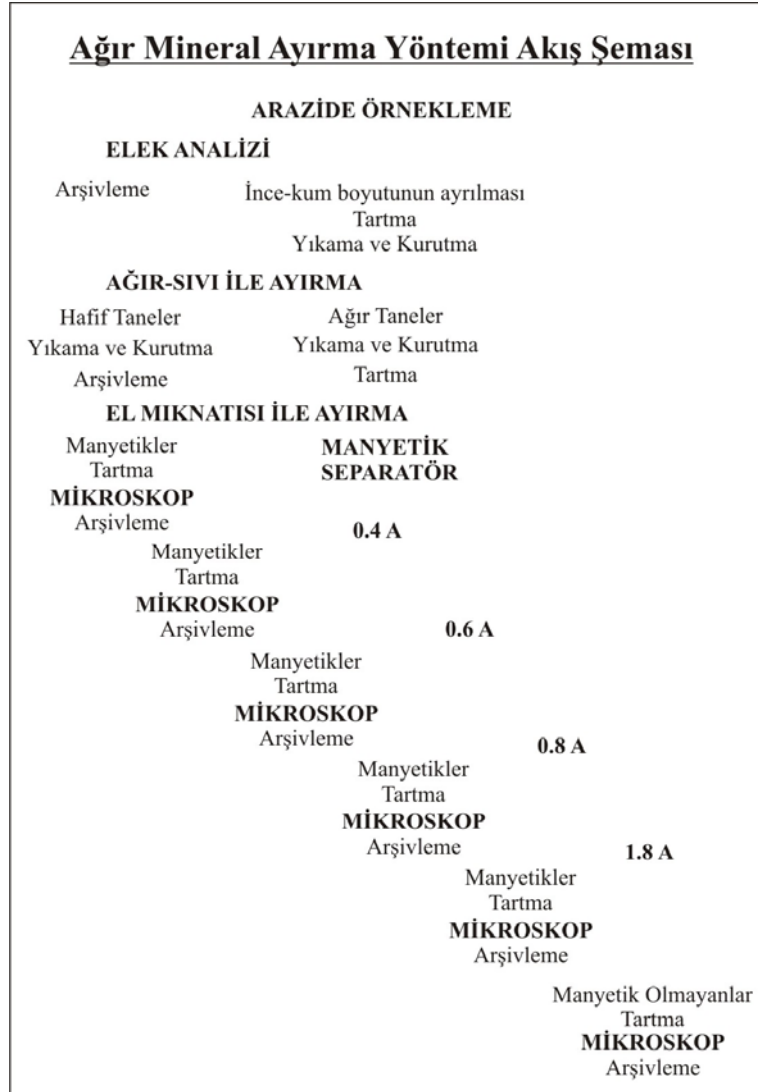 Ağır Mineral Ayırma Yöntemi Akış Şeması
ARAZİDE ÖRNEKLEME
ELEK ANALİZİ
Arşivleme
İnce-kum boyutunun ayrılması
Tartma
Yıkama ve Kurutma
AĞIR-SIVI İLE AYIRMA
Hafif Taneler
Yıkama ve Kurutma
Arşivleme
Ağır Taneler
Yıkama ve Kurutma
Tartma
EL MIKNATISI İLE AYIRMA
Manyetikler
Tartma
MİKROSKOP
Arşivleme
MANYETİK
SEPARATÖR
0.4 A
Manyetikler
Tartma
MİKROSKOP
Arşivleme
0.6 A
Manyetikler
Tartma
MİKROSKOP
Arşivleme
0.8 A
Manyetikler
Tartma
MİKROSKOP
Arşivleme
1.8 A
Manyetikler
Tartma
MİKROSKOP
Arşivleme
Manyetik Olmayanlar
Tartma
MİKROSKOP
Arşivleme